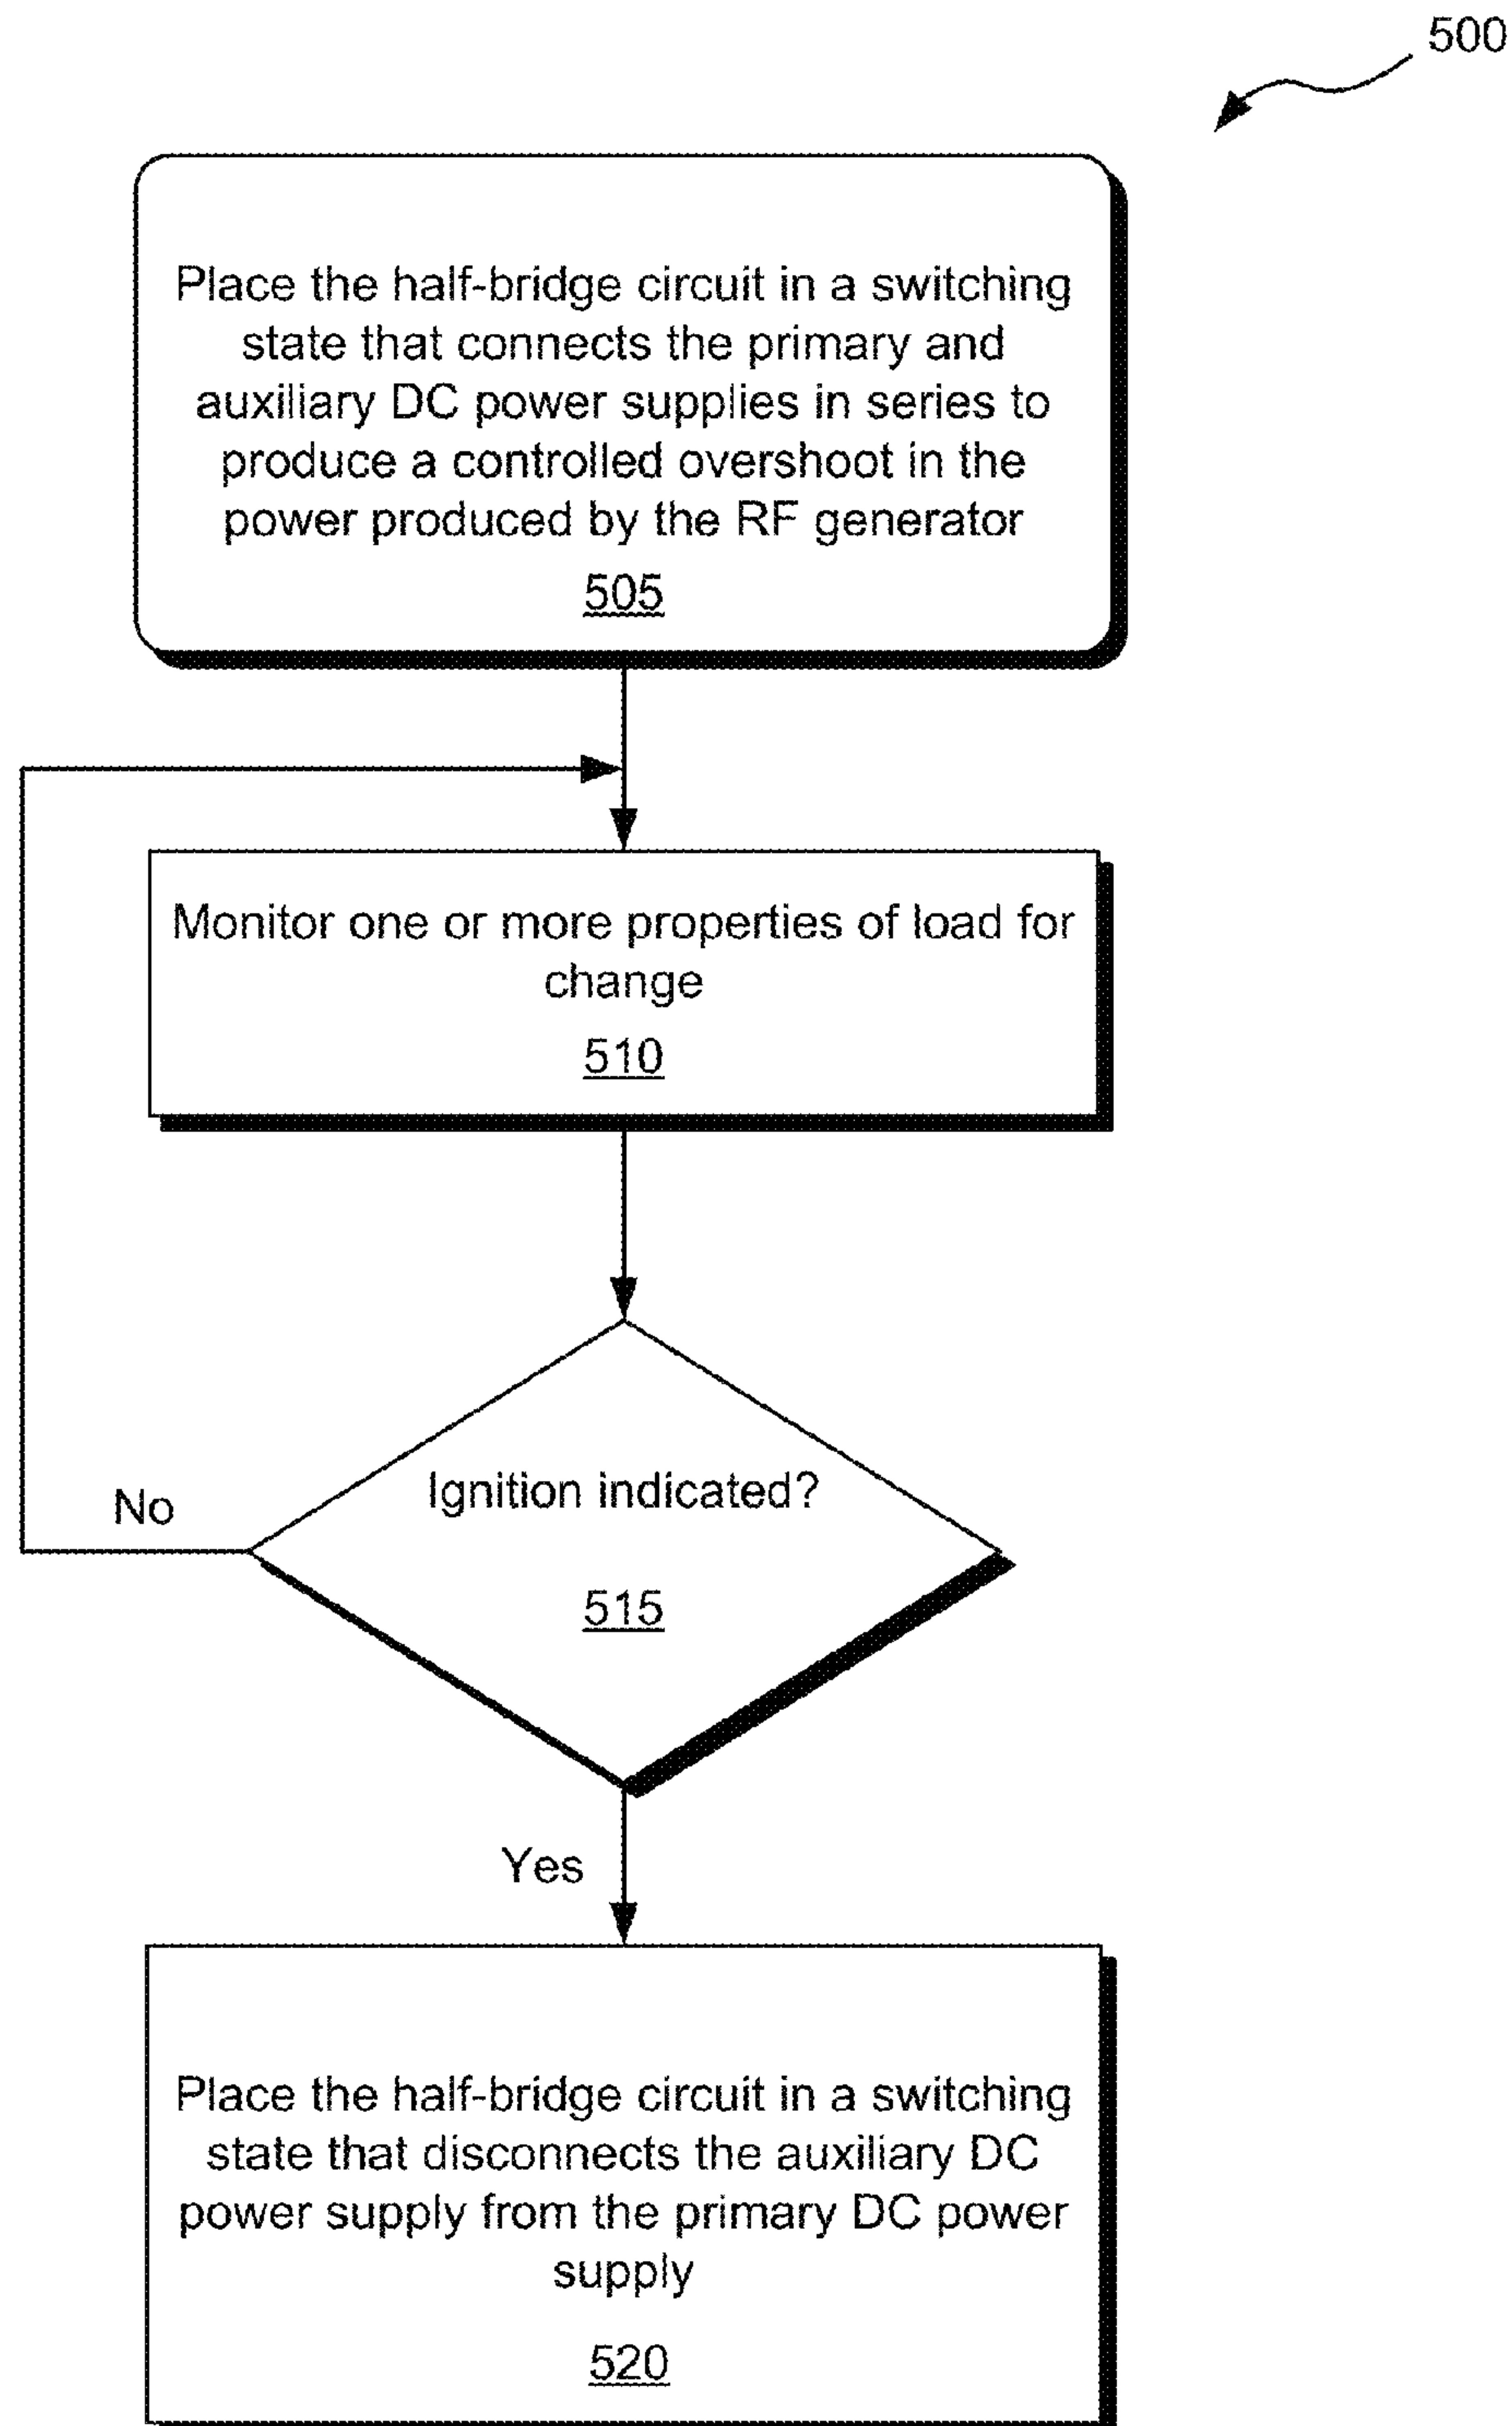 500
Place the half-bridge circuit in a switching
state that connects the primary and
auxiliary DC power supplies in series to
produce a controlled overshoot in the
power produced by the RF generator
505
Monitor one or more properties of load for
change
510
Ignition indicated?
515
No
Yes
Place the half-bridge circuit in a switching
state that disconnects the auxiliary DC
power supply from the primary DC power
supply
520